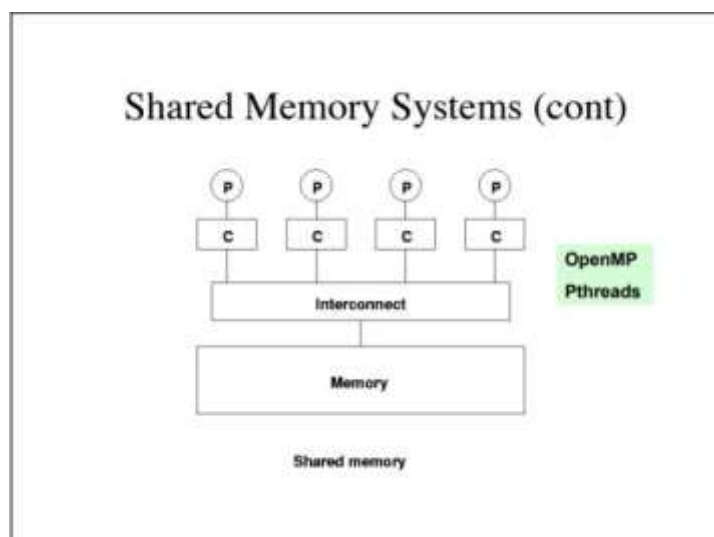 Shared Memory Systems (cont)
P P P P
C C C C
OpenMP
Pthreads
Interconnect
Memory
Shared memory